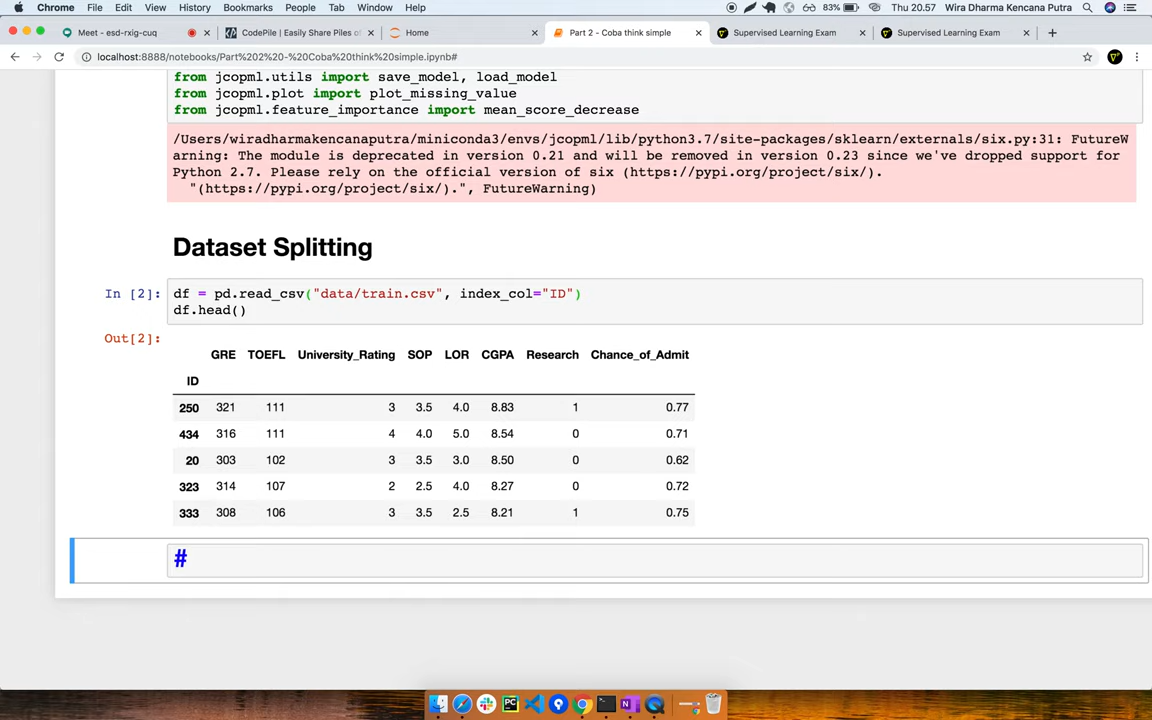 Chrome File Edit View History Bookmarks People Tab Window Help 83% Thu 20.57 Wira Dharma Kencana Putra
Meet - esd-rxig-cuq CodePile | Easily Share Piles of Home Part 2 - Coba think simple Supervised Learning Exam Supervised Learning Exam
localhost:8888/notebooks/Part%202%20-%20Coba%20think%20simple.ipynb#
from jcopml.utils import save_model, load_model
from jcopml.plot import plot_missing_value
from jcopml.feature_importance import mean_score_decrease
/Users/wiradharmakencanaputra/miniconda3/envs/jcopml/lib/python3.7/site-packages/sklearn/externals/six.py:31: FutureW
arning: The module is deprecated in version 0.21 and will be removed in version 0.23 since we've dropped support for
Python 2.7. Please rely on the official version of six (https://pypi.org/project/six/).
"(https://pypi.org/project/six/).", FutureWarning)
Dataset Splitting
In [2]: df = pd.read_csv("data/train.csv", index_col="ID")
df.head()
Out[2]:
GRE TOEFL University_Rating SOP LOR CGPA Research Chance_of_Admit
ID
250 321 111 3 3.5 4.0 8.83 1 0.77
434 316 111 4 4.0 5.0 8.54 0 0.71
20 303 102 3 3.5 3.0 8.50 0 0.62
323 314 107 2 2.5 4.0 8.27 0 0.72
333 308 106 3 3.5 2.5 8.21 1 0.75
#